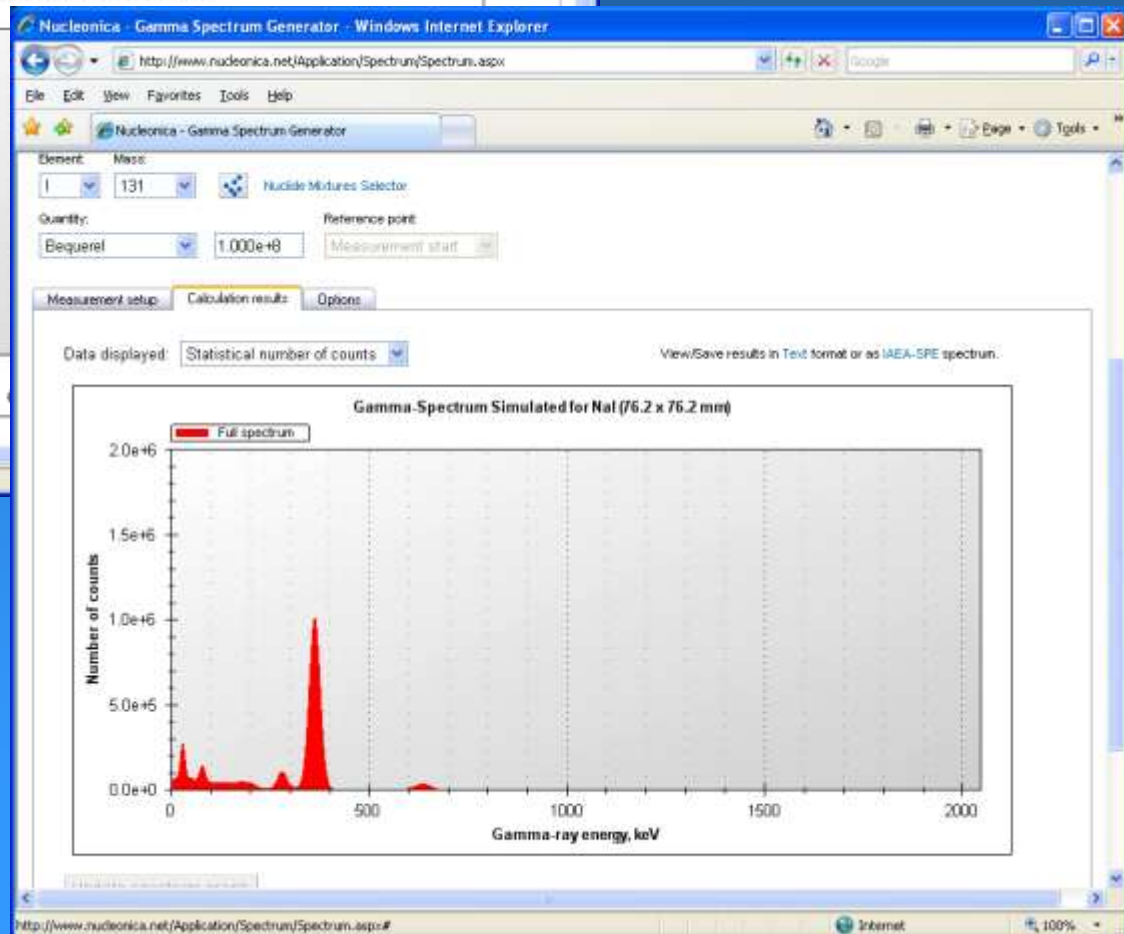 Nucleonica - Gamma Spectrum Generator - Windows Internet Explorer
http://www.nucleonica.net/Application/Spectrum/Spectrum.aspx
Google
File Edit View Favorites Tools Help
Nucleonica - Gamma Spectrum Generator
Page Tools
Element: Mass:
I 131 Nuclide Mixtures Selector
Quantity: Reference point:
Bequerel 1.000e+8 Measurement start
Measurement setup Calculation results Options
Data displayed: Statistical number of counts View/Save results in Text format or as IAEA-SPE spectrum.
Gamma-Spectrum Simulated for NaI (76.2 x 76.2 mm)
Full spectrum
2.0e+6
1.5e+6
1.0e+6
5.0e+5
0.0e+0
Number of counts
0 500 1000 1500 2000
Gamma-ray energy, keV
http://www.nucleonica.net/Application/Spectrum/Spectrum.aspx# Internet 100%